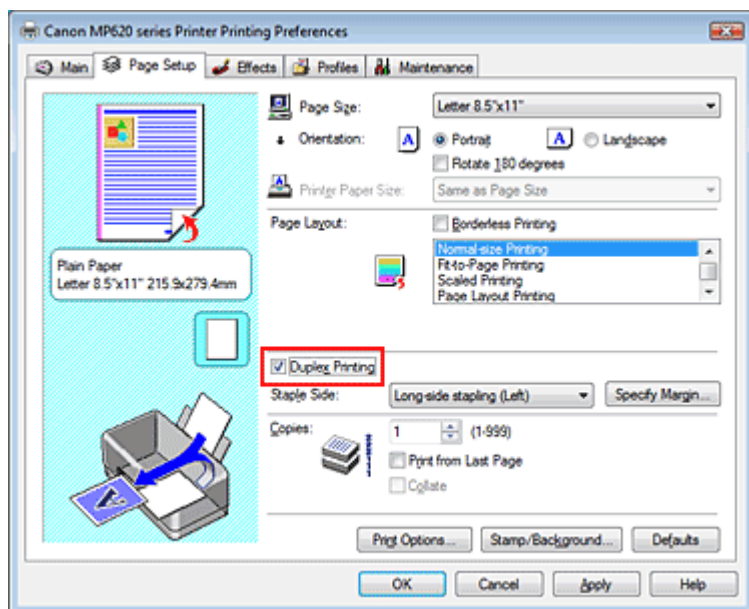 Canon MP620 series Printer Printing Preferences
Main Page Setup Effects Profiles Maintenance
Page Size: Letter 8.5"x11"
Orientation: A Portrait A Landscape
Rotate 180 degrees
Printer Paper Size: Same as Page Size
Page Layout: Borderless Printing
Normal-size Printing
Fit-to-Page Printing
Scaled Printing
Page Layout Printing
Plain Paper
Letter 8.5"x11" 215.9x279.4mm
Duplex Printing
Staple Side: Long-side stapling (Left) Specify Margin...
Copies: 1 (1-999)
Print from Last Page
Collate
A
Print Options... Stamp/Background... Defaults
OK Cancel Apply Help